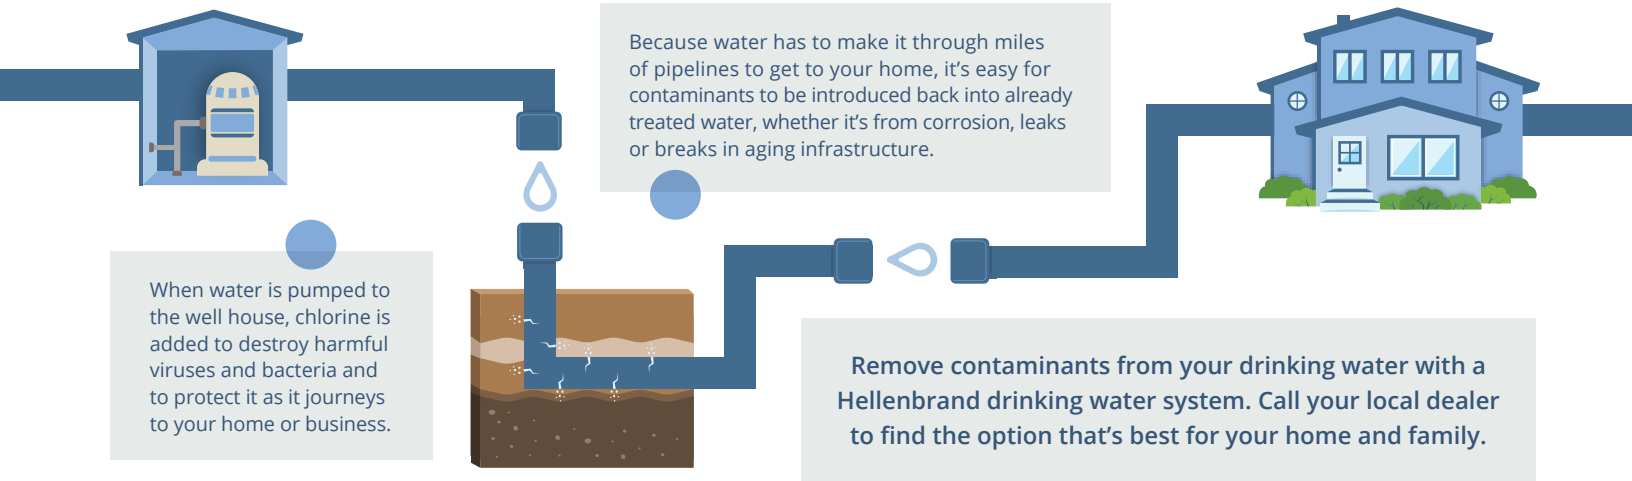 Because water has to make it through miles
of pipelines to get to your home, it’s easy for
contaminants to be introduced back into already
treated water, whether it’s from corrosion, leaks
or breaks in aging infrastructure.
When water is pumped to
the well house, chlorine is
added to destroy harmful
viruses and bacteria and
to protect it as it journeys
to your home or business.
Remove contaminants from your drinking water with a
Hellenbrand drinking water system. Call your local dealer
to find the option that’s best for your home and family.